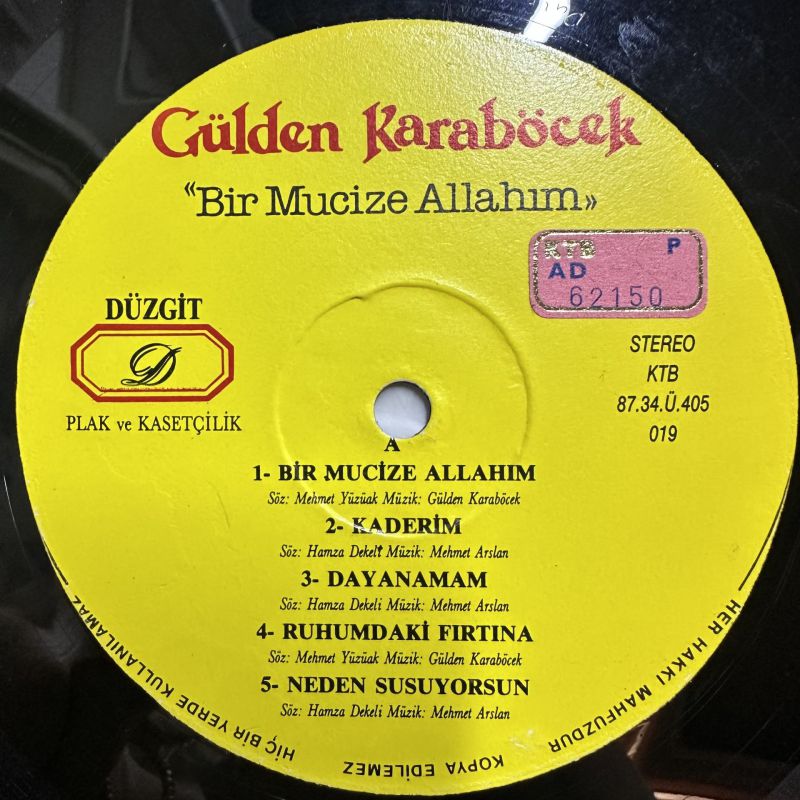 Gülden Karaböcek
“Bir Mucize Allahım»
KTB P
AD
62150
DÜZGİT
D
PLAK ve KASETÇİLİK
STEREO
KTB
87.34.Ü.405
019
A
1- BİR MUCİZE ALLAHIM
Söz: Mehmet Yüzüak Müzik: Gülden Karaböcek
2- KADERİM
Söz: Hamza Dekeli Müzik: Mehmet Arslan
3- DAYANAMAM
Söz: Hamza Dekeli Müzik: Mehmet Arslan
4- RUHUMDAKİ FIRTINA
Söz: Mehmet Yüzüak Müzik: Gülden Karaböcek
5- NEDEN SUSUYORSUN
Söz: Hamza Dekeli Müzik: Mehmet Arslan
HER HAKKI MAHFUZDUR
KOPYA EDİLEMEZ
HİÇ BİR YERDE KULLANILAMAZ